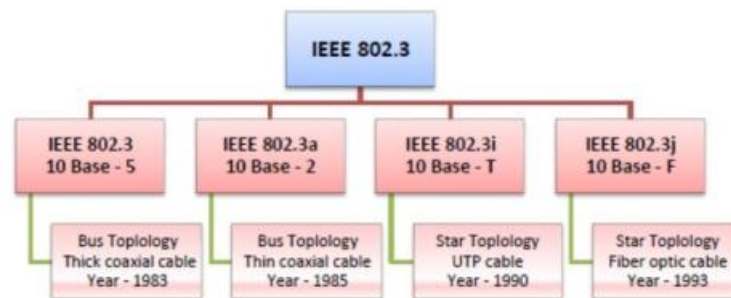 IEEE 802.3
IEEE 802.3
10 Base - 5
IEEE 802.3a
10 Base - 2
IEEE 802.3i
10 Base - T
IEEE 802.3j
10 Base - F
Bus Toplology
Thick coaxial cable
Year - 1983
Bus Toplology
Thin coaxial cable
Year - 1985
Star Toplology
UTP cable
Year - 1990
Star Toplology
Fiber optic cable
Year - 1993